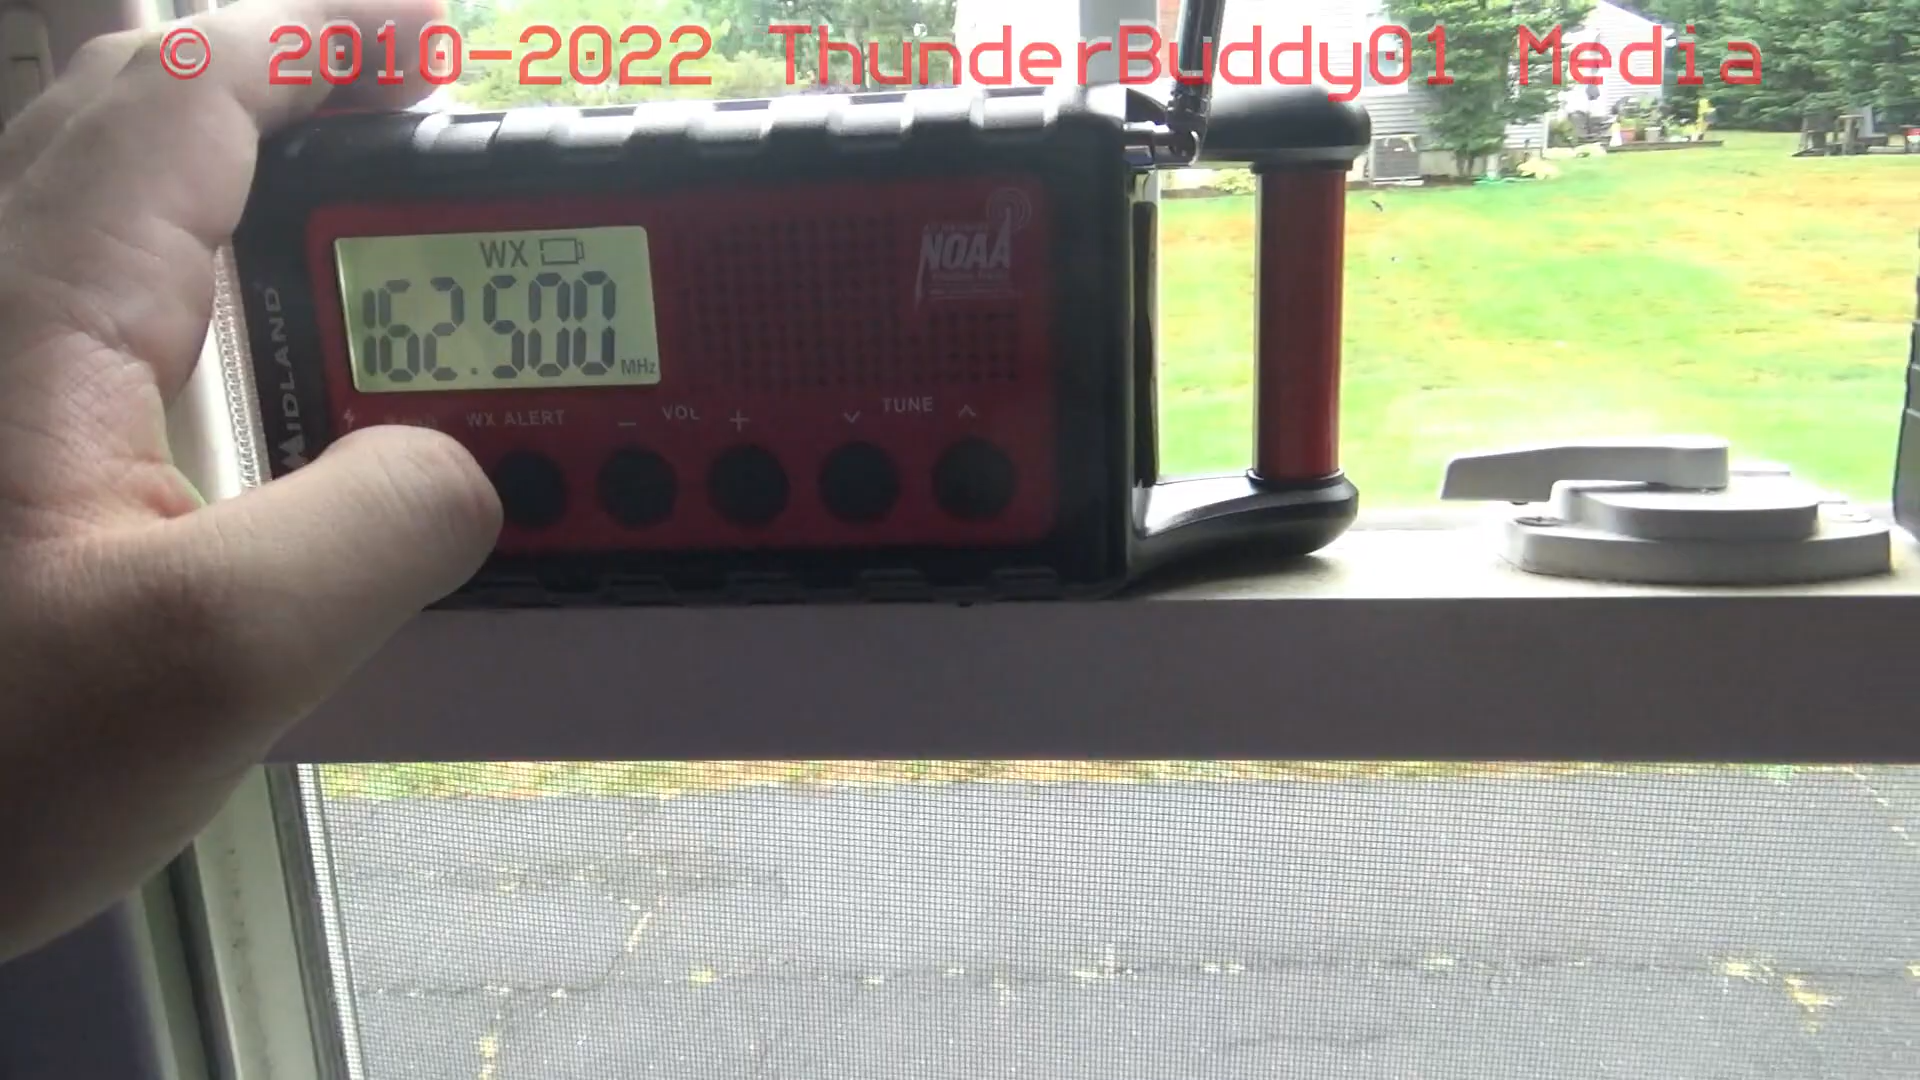 © 2010-2022 ThunderBuddy01 Media
NOAA
WX
162.500
MHz
MIDLAND
WX ALERT
− VOL +
TUNE